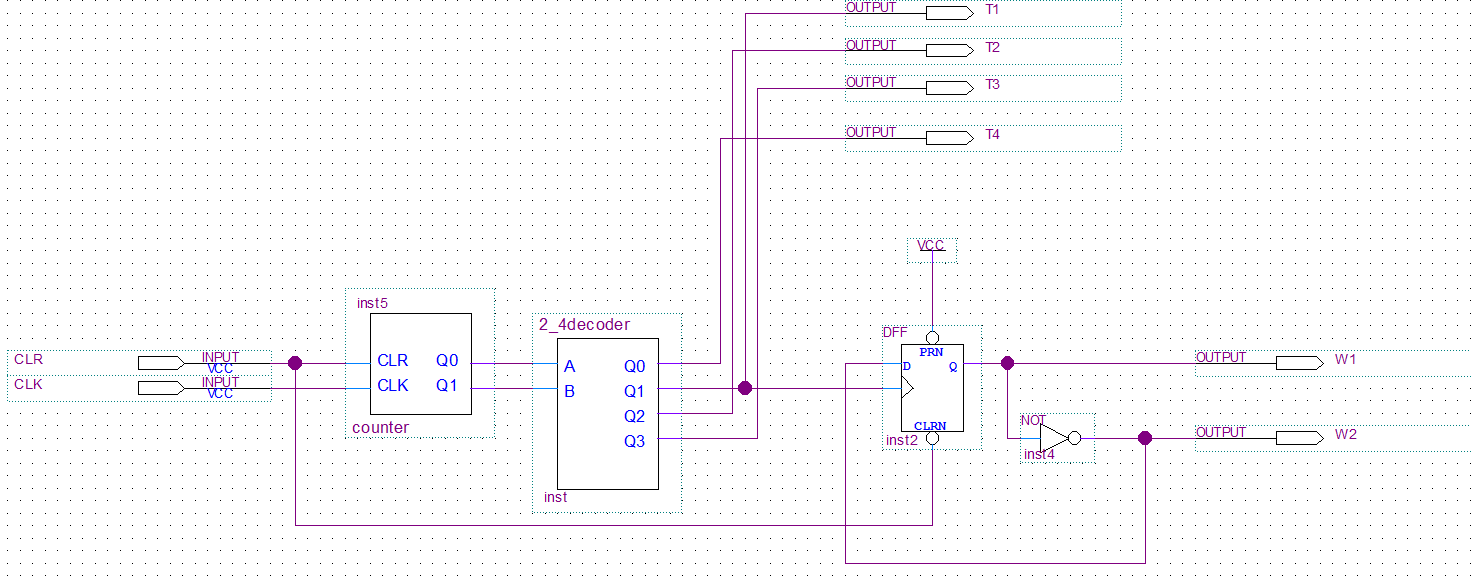 OUTPUT T1
OUTPUT T2
OUTPUT T3
OUTPUT T4
VCC
inst5
2_4decoder
DFF
PRN
CLR INPUT VCC
CLR Q0
A Q0
D Q
OUTPUT W1
CLK INPUT VCC
CLK Q1
B Q1
Q2
CLRN
NOT
OUTPUT W2
counter
Q3
inst2
inst4
inst